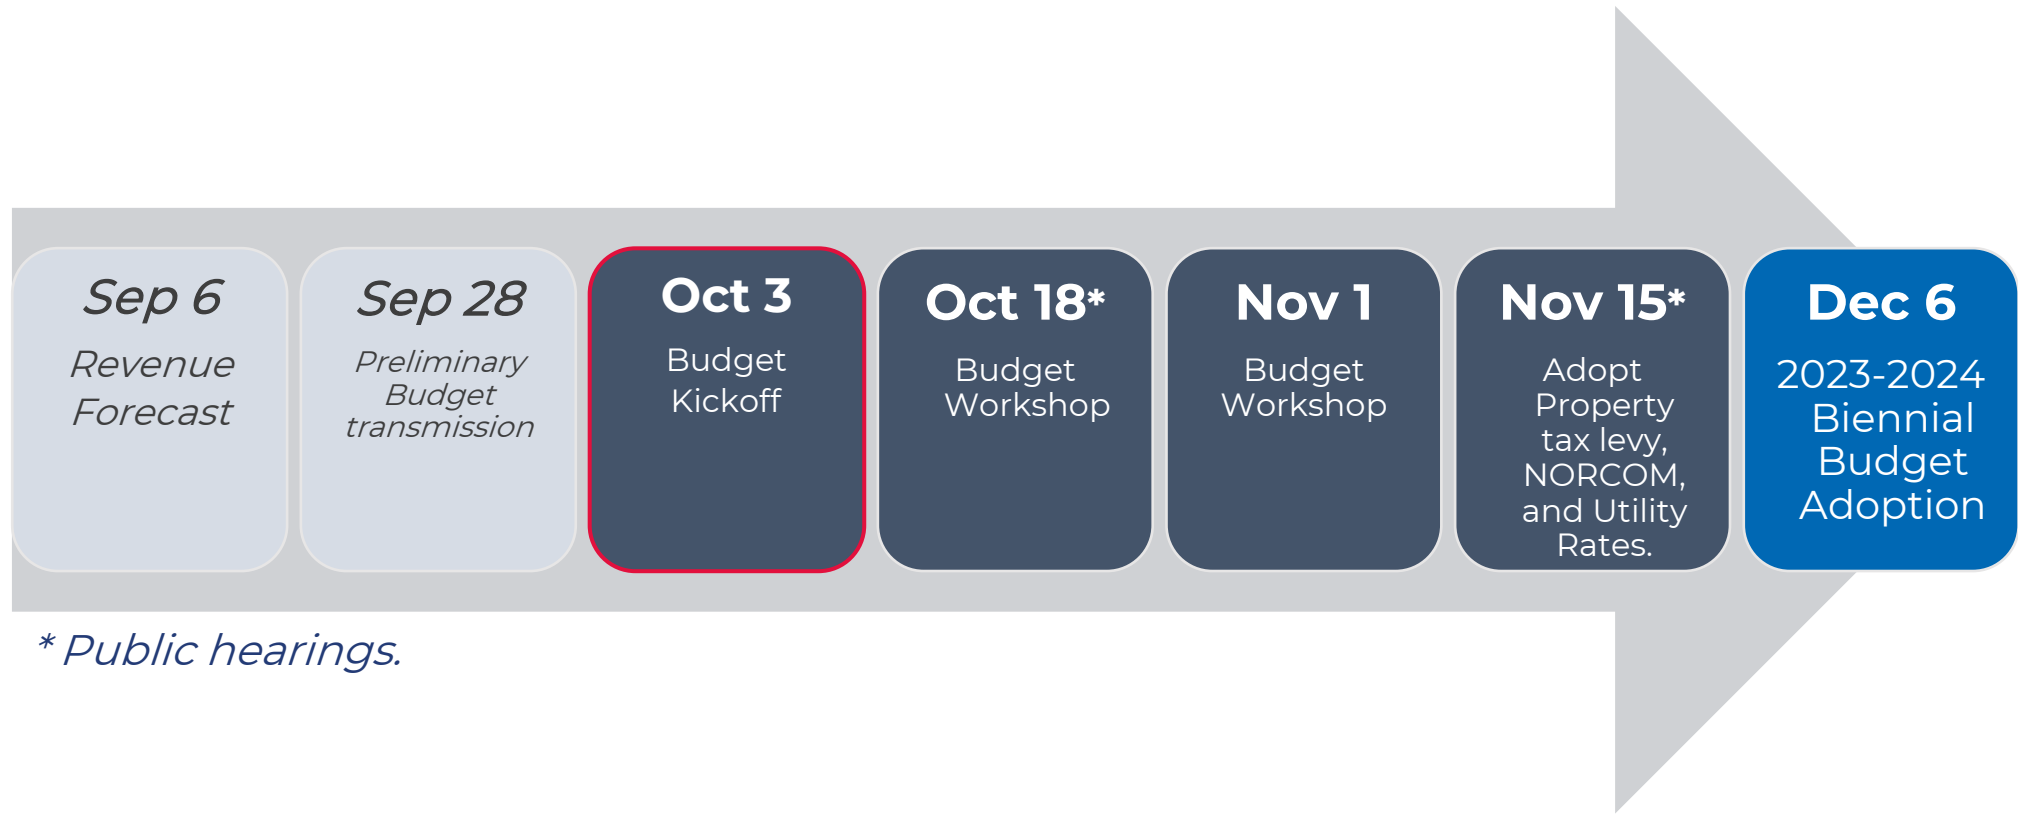 Sep 6
Revenue
Forecast
Sep 28
Preliminary
Budget
transmission
Oct 3
Budget
Kickoff
Oct 18*
Budget
Workshop
Nov 1
Budget
Workshop
Nov 15*
Adopt
Property
tax levy,
NORCOM,
and Utility
Rates.
Dec 6
2023-2024
Biennial
Budget
Adoption
* Public hearings.